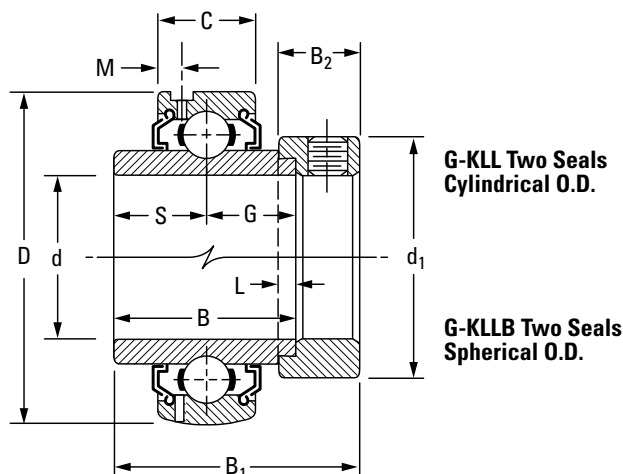 C
M
B2
G-KLL Two Seals
Cylindrical O.D.
S
G
D
d
d1
L
B
G-KLLB Two Seals
Spherical O.D.
B1